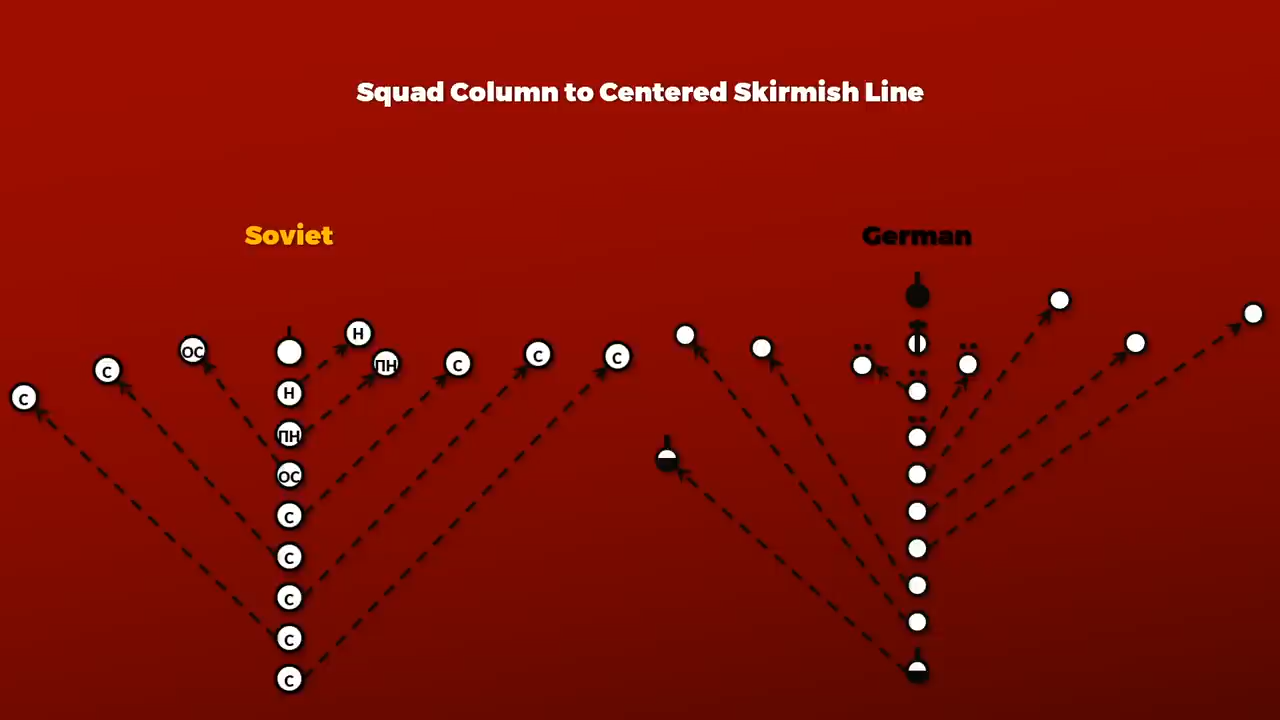 Squad Column to Centered Skirmish Line
Soviet
German
Н
ОС
ПН
С
С
С
С
С
Н
ПН
ОС
С
С
С
С
С